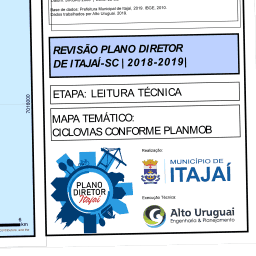 Base de dados: Prefeitura Municipal de Itajaí, 2019. IBGE, 2010.
Dados trabalhados por Alto Uruguai, 2019.
REVISÃO PLANO DIRETOR
DE ITAJAÍ-SC | 2018-2019|
ETAPA: LEITURA TÉCNICA
MAPA TEMÁTICO:
CICLOVIAS CONFORME PLANMOB
Realização:
MUNICÍPIO DE
ITAJAÍ
PLANO
DIRETOR
Itajaí
Execução Técnica:
Alto Uruguai
Engenharia & Planejamento
km